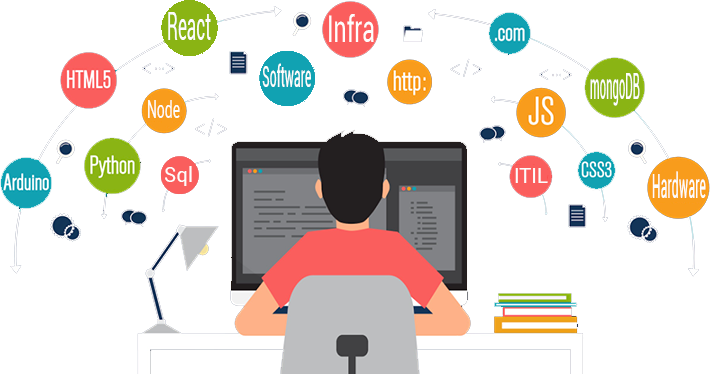 React
Infra
.com
HTML5
Software
http:
mongoDB
Node
JS
Arduino
Python
Sql
ITIL
CSS3
Hardware